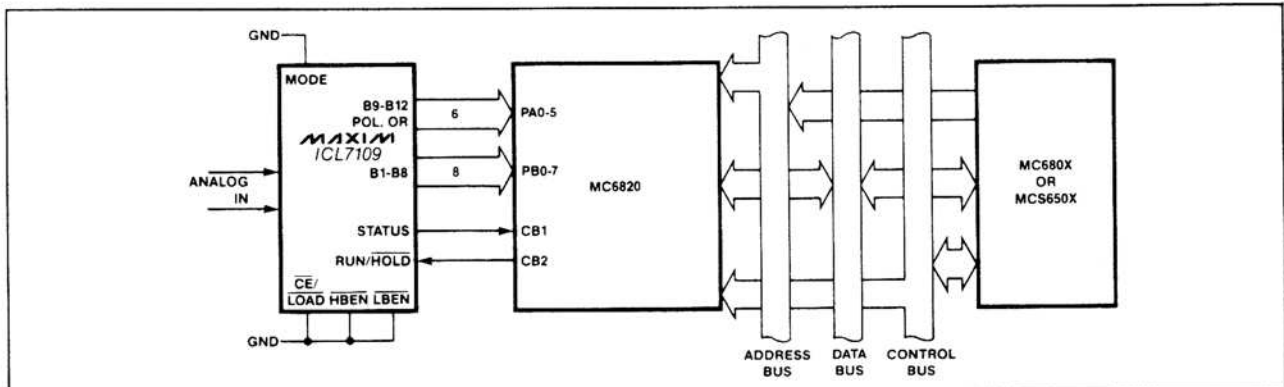 GND
MODE
B9-B12
POL. OR
MAXIM
ICL7109
B1-B8
ANALOG
IN
STATUS
RUN/HOLD
CE/
LOAD HBEN LBEN
GND
6
8
PA0-5
PB0-7
MC6820
CB1
CB2
MC680X
OR
MCS650X
ADDRESS
BUS
DATA
BUS
CONTROL
BUS